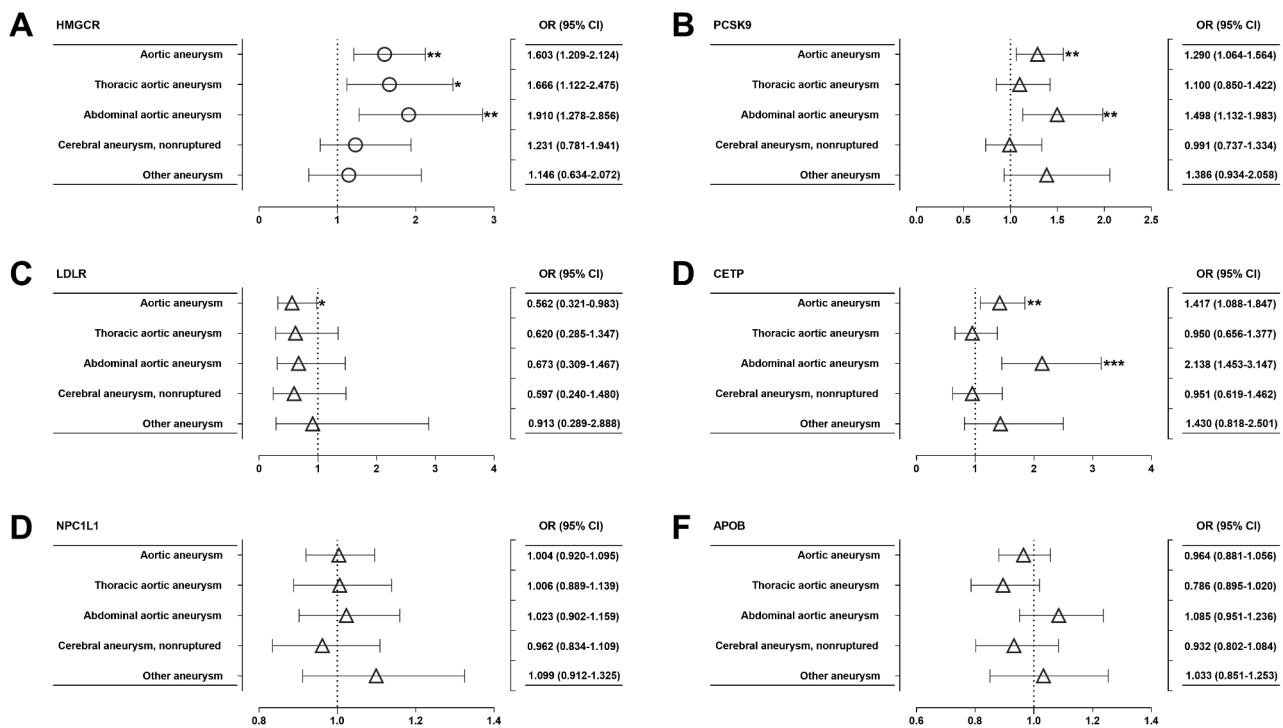 A HMGCR OR (95% CI)
Aortic aneurysm ** 1.603 (1.209-2.124)
Thoracic aortic aneurysm * 1.666 (1.122-2.475)
Abdominal aortic aneurysm ** 1.910 (1.278-2.856)
Cerebral aneurysm, nonruptured 1.231 (0.781-1.941)
Other aneurysm 1.146 (0.634-2.072)
0 1 2 3
B PCSK9 OR (95% CI)
Aortic aneurysm ** 1.290 (1.064-1.564)
Thoracic aortic aneurysm 1.100 (0.850-1.422)
Abdominal aortic aneurysm ** 1.498 (1.132-1.983)
Cerebral aneurysm, nonruptured 0.991 (0.737-1.334)
Other aneurysm 1.386 (0.934-2.058)
0.0 0.5 1.0 1.5 2.0 2.5
C LDLR OR (95% CI)
Aortic aneurysm * 0.562 (0.321-0.983)
Thoracic aortic aneurysm 0.620 (0.285-1.347)
Abdominal aortic aneurysm 0.673 (0.309-1.467)
Cerebral aneurysm, nonruptured 0.597 (0.240-1.480)
Other aneurysm 0.913 (0.289-2.888)
0 1 2 3 4
D CETP OR (95% CI)
Aortic aneurysm ** 1.417 (1.088-1.847)
Thoracic aortic aneurysm 0.950 (0.656-1.377)
Abdominal aortic aneurysm *** 2.138 (1.453-3.147)
Cerebral aneurysm, nonruptured 0.951 (0.619-1.462)
Other aneurysm 1.430 (0.818-2.501)
0 1 2 3 4
D NPC1L1 OR (95% CI)
Aortic aneurysm 1.004 (0.920-1.095)
Thoracic aortic aneurysm 1.006 (0.889-1.139)
Abdominal aortic aneurysm 1.023 (0.902-1.159)
Cerebral aneurysm, nonruptured 0.962 (0.834-1.109)
Other aneurysm 1.099 (0.912-1.325)
0.8 1.0 1.2 1.4
F APOB OR (95% CI)
Aortic aneurysm 0.964 (0.881-1.056)
Thoracic aortic aneurysm 0.786 (0.895-1.020)
Abdominal aortic aneurysm 1.085 (0.951-1.236)
Cerebral aneurysm, nonruptured 0.932 (0.802-1.084)
Other aneurysm 1.033 (0.851-1.253)
0.6 0.8 1.0 1.2 1.4